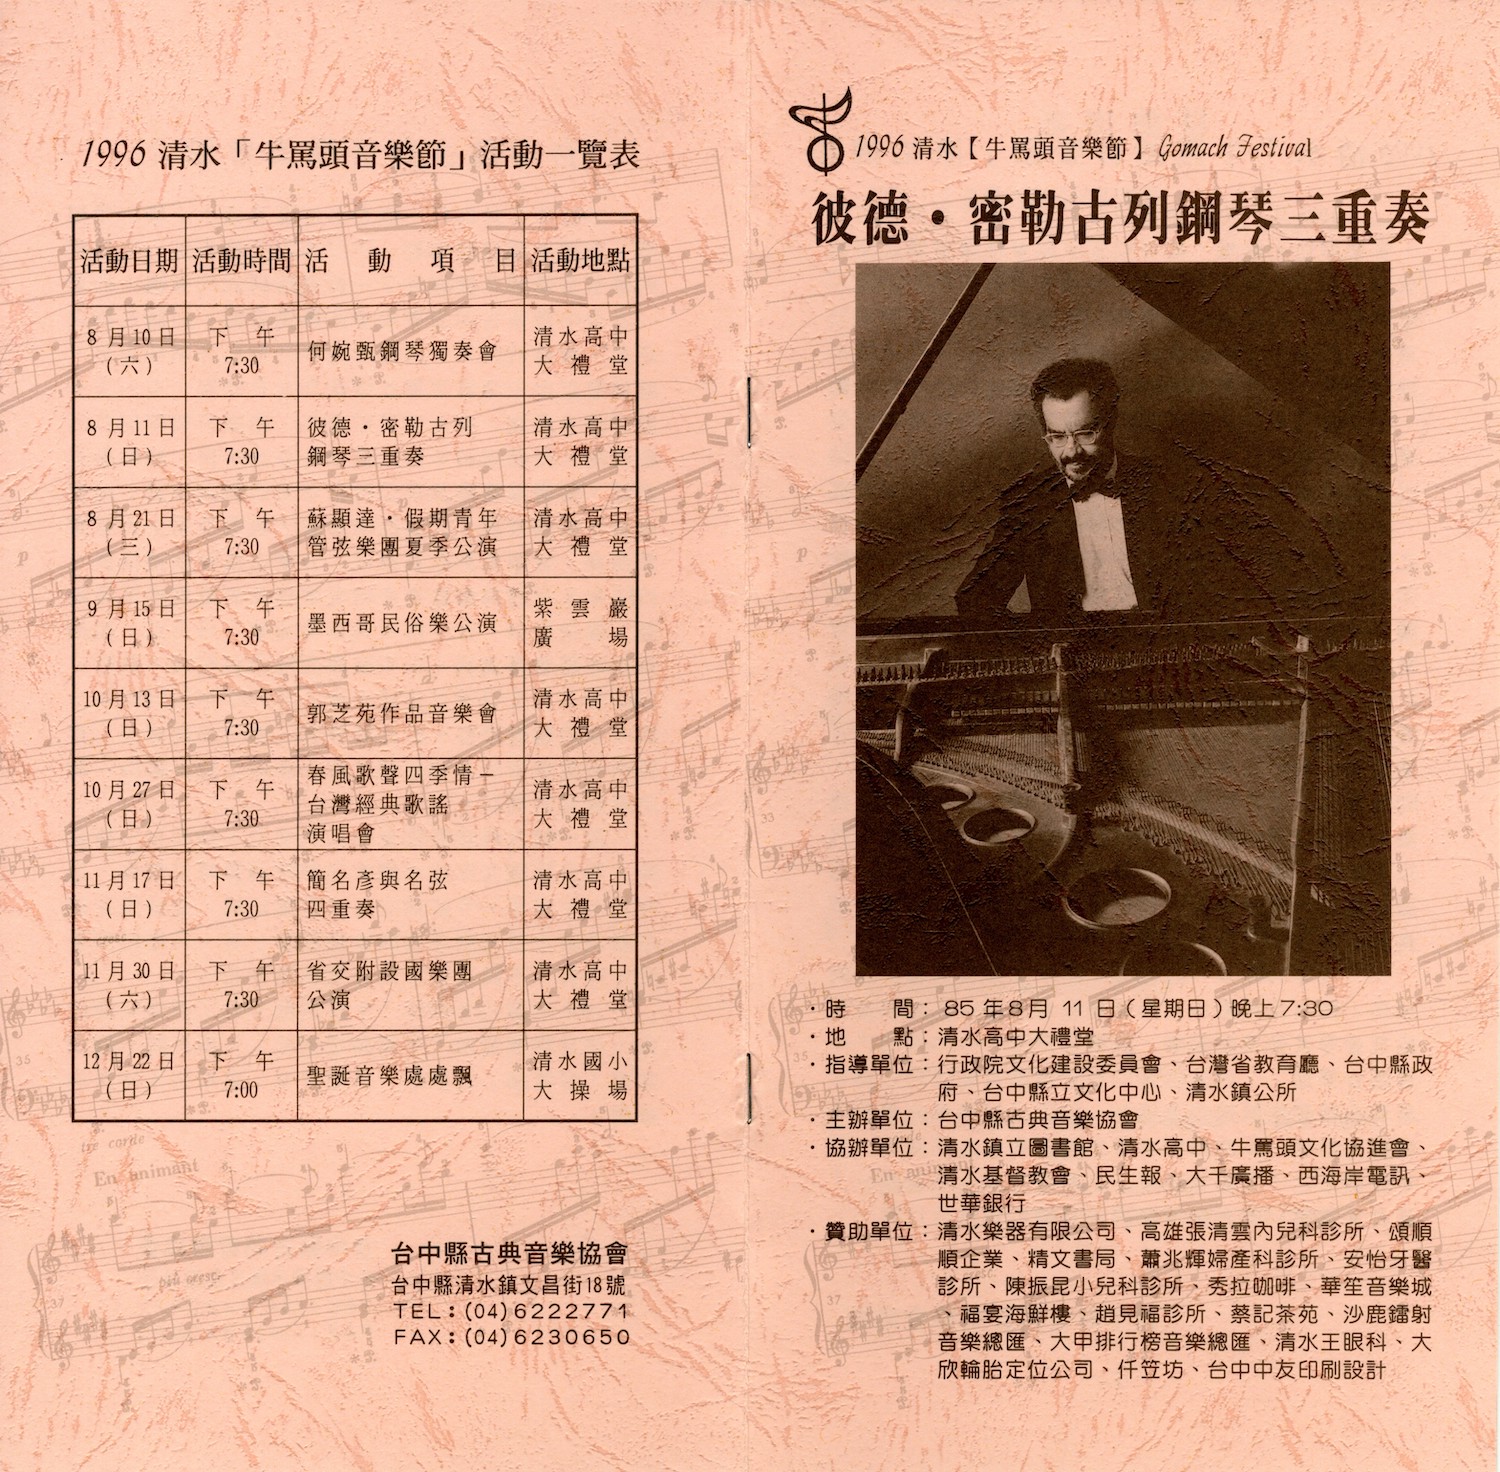 1996 清水「牛罵頭音樂節」活動一覽表
活動日期 活動時間 活動項目 活動地點
8月10日
(六)
下午
7:30
何婉甄鋼琴獨奏會
清水高中
大禮堂
8月11日
(日)
下午
7:30
彼德・密勒古列
鋼琴三重奏
清水高中
大禮堂
8月21日
(三)
下午
7:30
蘇顯達・假期青年
管弦樂團夏季公演
清水高中
大禮堂
9月15日
(日)
下午
7:30
墨西哥民俗樂公演
紫雲巖
廣場
10月13日
(日)
下午
7:30
郭芝苑作品音樂會
清水高中
大禮堂
10月27日
(日)
下午
7:30
春風歌聲四季情－
台灣經典歌謠
演唱會
清水高中
大禮堂
11月17日
(日)
下午
7:30
簡名彥與名弦
四重奏
清水高中
大禮堂
11月30日
(六)
下午
7:30
省交附設國樂團
公演
清水高中
大禮堂
12月22日
(日)
下午
7:00
聖誕音樂處處飄
清水國小
大操場
台中縣古典音樂協會
台中縣清水鎮文昌街18號
TEL：(04)6222771
FAX：(04)6230650
1996 清水【牛罵頭音樂節】Gomach Festival
彼德・密勒古列鋼琴三重奏
・時　　間：85年8月11日（星期日）晚上7:30
・地　　點：清水高中大禮堂
・指導單位：行政院文化建設委員會、台灣省教育廳、台中縣政
府、台中縣立文化中心、清水鎮公所
・主辦單位：台中縣古典音樂協會
・協辦單位：清水鎮立圖書館、清水高中、牛罵頭文化協進會、
清水基督教會、民生報、大千廣播、西海岸電訊、
世華銀行
・贊助單位：清水樂器有限公司、高雄張清雲內兒科診所、頌順
順企業、精文書局、蕭兆輝婦產科診所、安怡牙醫
診所、陳振昆小兒科診所、秀拉咖啡、華笙音樂城
、福宴海鮮樓、趙見福診所、蔡記茶苑、沙鹿鐳射
音樂總匯、大甲排行榜音樂總匯、清水王眼科、大
欣輪胎定位公司、仟笠坊、台中中友印刷設計